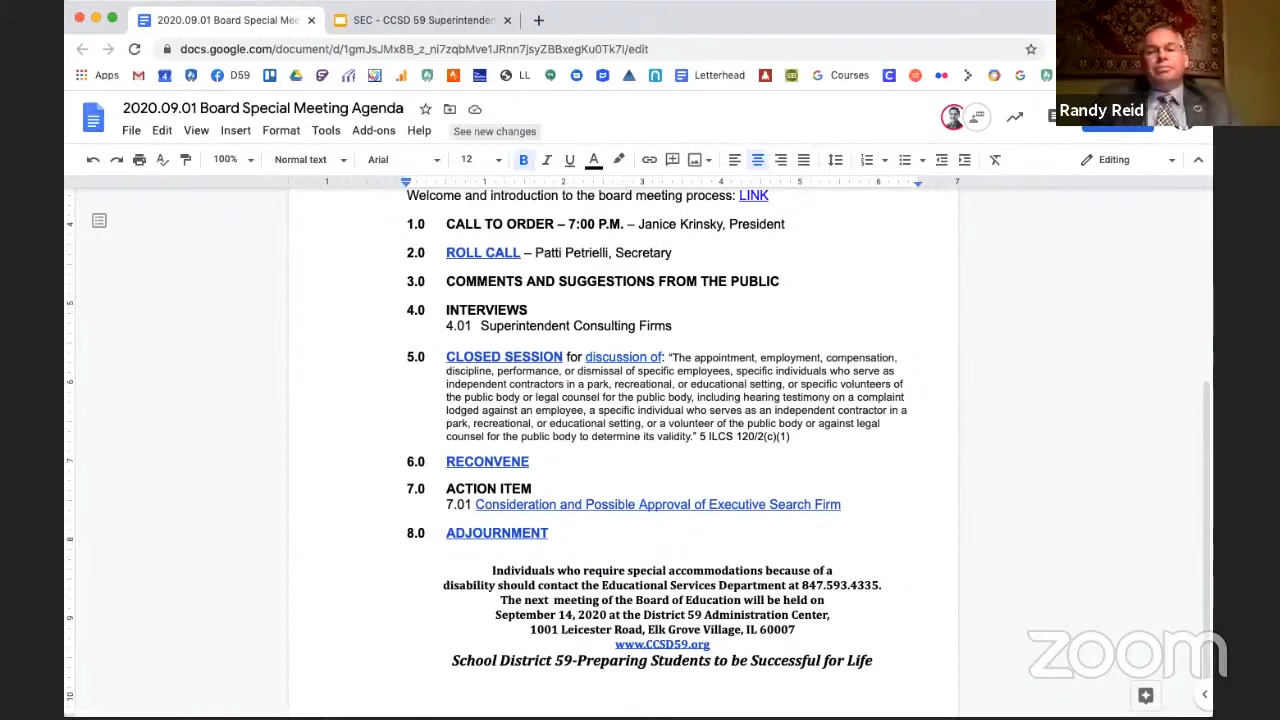 2020.09.01 Board Special Mee
SEC - CCSD 59 Superintenden
docs.google.com/document/d/1gmJsJMx8B_z_ni7zqbMve1JRnn7jsyZBBxegKu0Tk7I/edit
Apps
D59
LL
Letterhead
Courses
Randy Reid
2020.09.01 Board Special Meeting Agenda
File Edit View Insert Format Tools Add-ons Help See new changes
100% Normal text Arial 12 B I U A Editing
1 1 2 3 4 5 6 7
Welcome and introduction to the board meeting process: LINK
1.0 CALL TO ORDER – 7:00 P.M. – Janice Krinsky, President
2.0 ROLL CALL – Patti Petrielli, Secretary
3.0 COMMENTS AND SUGGESTIONS FROM THE PUBLIC
4.0 INTERVIEWS
4.01 Superintendent Consulting Firms
5.0 CLOSED SESSION for discussion of: “The appointment, employment, compensation,
discipline, performance, or dismissal of specific employees, specific individuals who serve as
independent contractors in a park, recreational, or educational setting, or specific volunteers of
the public body or legal counsel for the public body, including hearing testimony on a complaint
lodged against an employee, a specific individual who serves as an independent contractor in a
park, recreational, or educational setting, or a volunteer of the public body or against legal
counsel for the public body to determine its validity.” 5 ILCS 120/2(c)(1)
6.0 RECONVENE
7.0 ACTION ITEM
7.01 Consideration and Possible Approval of Executive Search Firm
8.0 ADJOURNMENT
Individuals who require special accommodations because of a
disability should contact the Educational Services Department at 847.593.4335.
The next meeting of the Board of Education will be held on
September 14, 2020 at the District 59 Administration Center,
1001 Leicester Road, Elk Grove Village, IL 60007
www.CCSD59.org
School District 59-Preparing Students to be Successful for Life
zoom